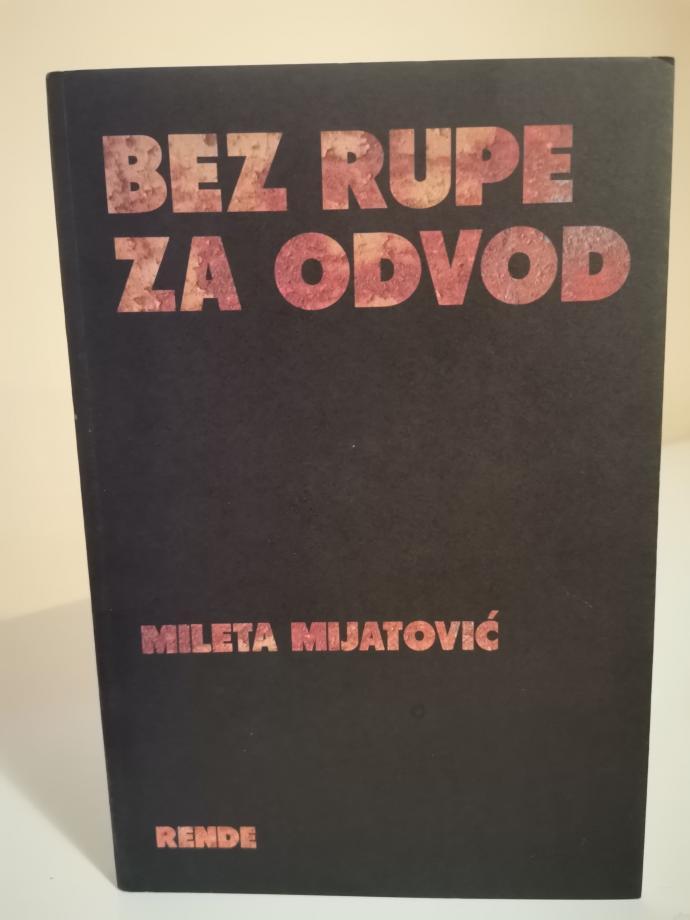 BEZ RUPE
ZA ODVOD
MILETA MIJATOVIĆ
RENDE